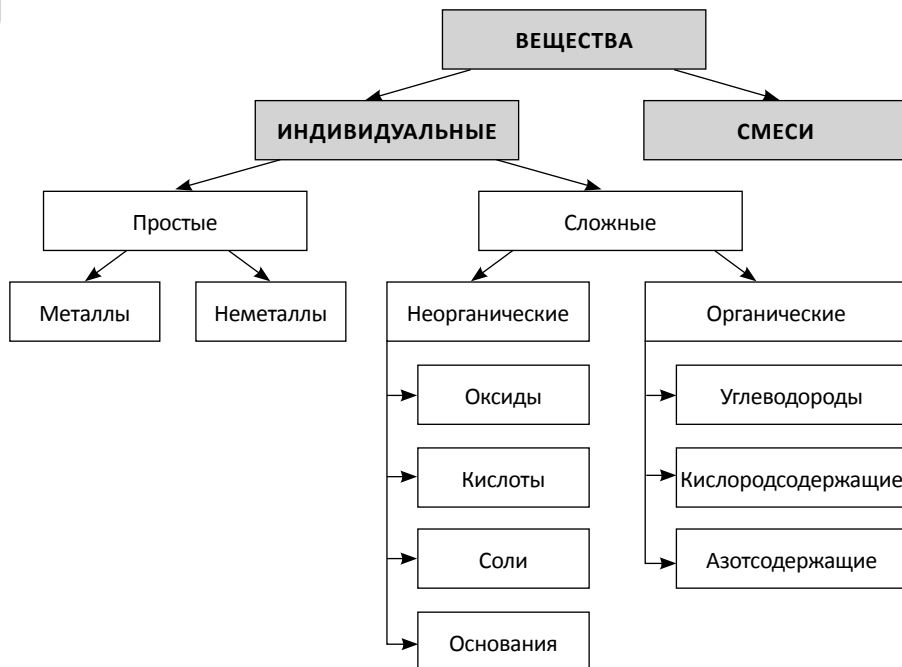 ВЕЩЕСТВА
ИНДИВИДУАЛЬНЫЕ
СМЕСИ
Простые
Сложные
Металлы
Неметаллы
Неорганические
Органические
Оксиды
Углеводороды
Кислоты
Кислородсодержащие
Соли
Азотсодержащие
Основания